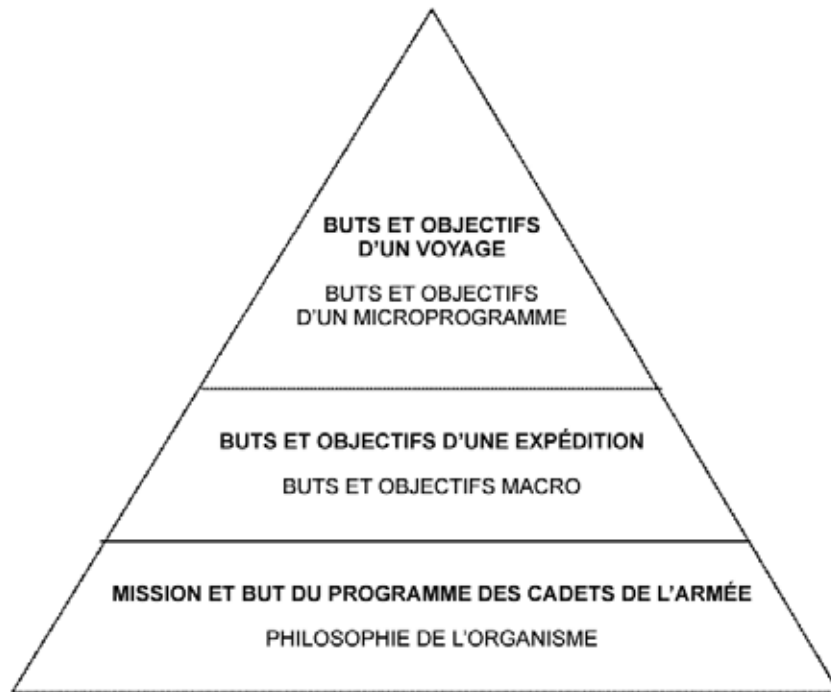 BUTS ET OBJECTIFS
D'UN VOYAGE
BUTS ET OBJECTIFS
D'UN MICROPROGRAMME
BUTS ET OBJECTIFS D'UNE EXPÉDITION
BUTS ET OBJECTIFS MACRO
MISSION ET BUT DU PROGRAMME DES CADETS DE L'ARMÉE
PHILOSOPHIE DE L'ORGANISME